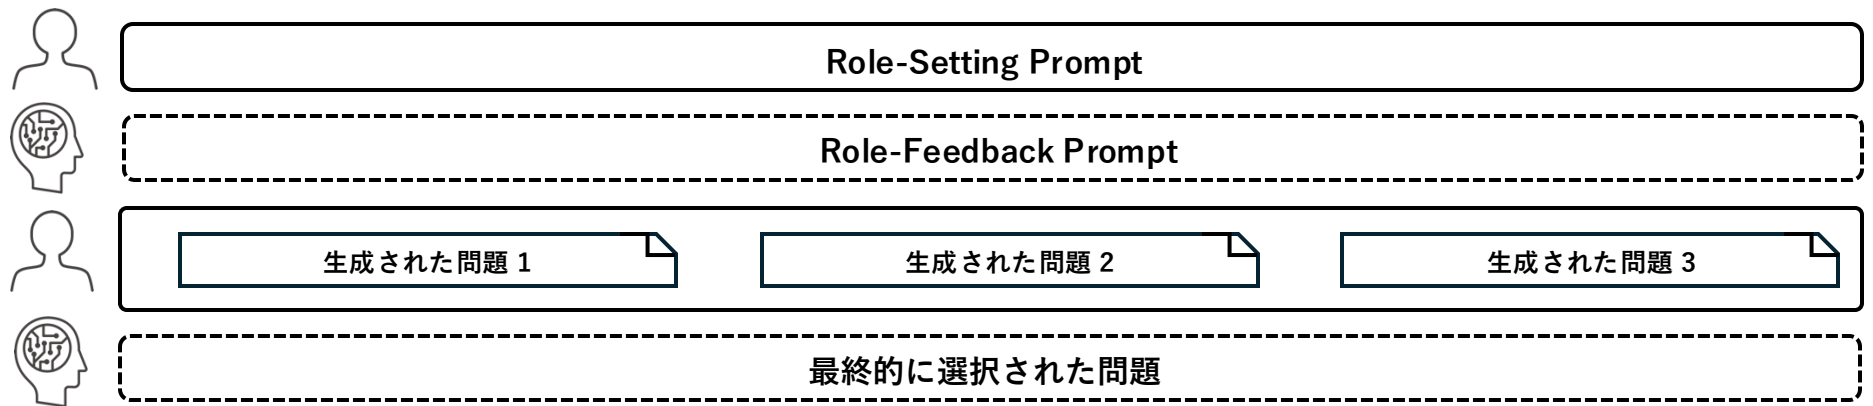 Role-Setting Prompt
Role-Feedback Prompt
生成された問題 1
生成された問題 2
生成された問題 3
最終的に選択された問題